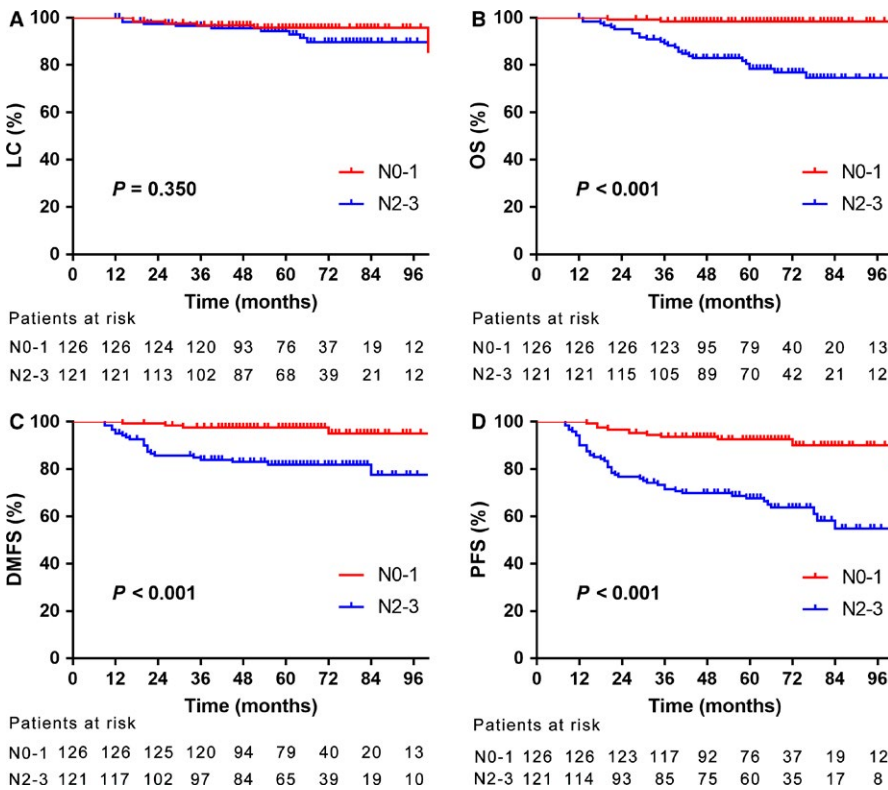 A
100
80
60
40
20
0
LC (%)
P = 0.350
N0-1
N2-3
0 12 24 36 48 60 72 84 96
Time (months)
Patients at risk
N0-1 126 126 124 120 93 76 37 19 12
N2-3 121 121 113 102 87 68 39 21 12
B
100
80
60
40
20
0
OS (%)
P < 0.001
N0-1
N2-3
0 12 24 36 48 60 72 84 96
Time (months)
Patients at risk
N0-1 126 126 126 123 95 79 40 20 13
N2-3 121 121 115 105 89 70 42 21 12
C
100
80
60
40
20
0
DMFS (%)
P < 0.001
N0-1
N2-3
0 12 24 36 48 60 72 84 96
Time (months)
Patients at risk
N0-1 126 126 125 120 94 79 40 20 13
N2-3 121 117 102 97 84 65 39 19 10
D
100
80
60
40
20
0
PFS (%)
P < 0.001
N0-1
N2-3
0 12 24 36 48 60 72 84 96
Time (months)
Patients at risk
N0-1 126 126 123 117 92 76 37 19 12
N2-3 121 114 93 85 75 60 35 17 8